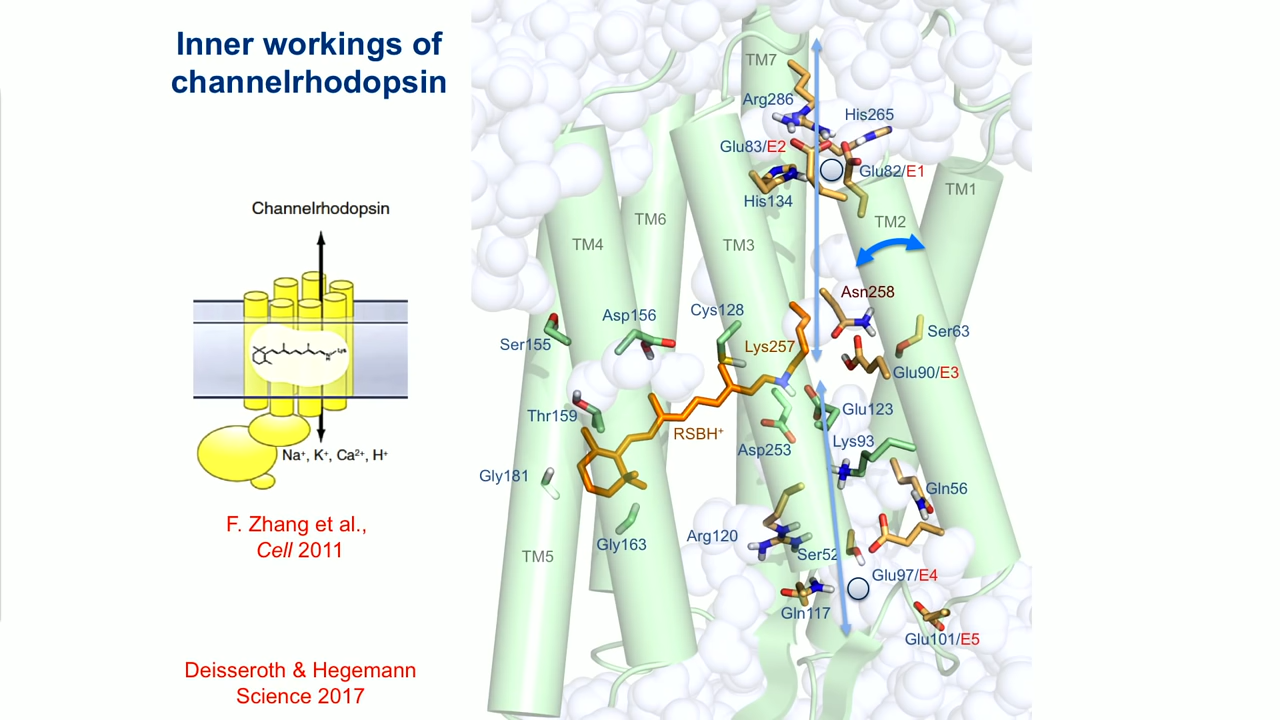 Inner workings of
channelrhodopsin
Channelrhodopsin
Na⁺, K⁺, Ca²⁺, H⁺
F. Zhang et al.,
Cell 2011
Deisseroth & Hegemann
Science 2017
TM7
Arg286
His265
Glu83/E2
Glu82/E1
His134
TM1
TM6
TM2
TM4
TM3
Asn258
Cys128
Asp156
Ser63
Ser155
Lys257
Glu90/E3
Thr159
Glu123
RSBH⁺
Asp253
Lys93
Gly181
Gln56
Arg120
Gly163
Ser52
TM5
Glu97/E4
Gln117
Glu101/E5